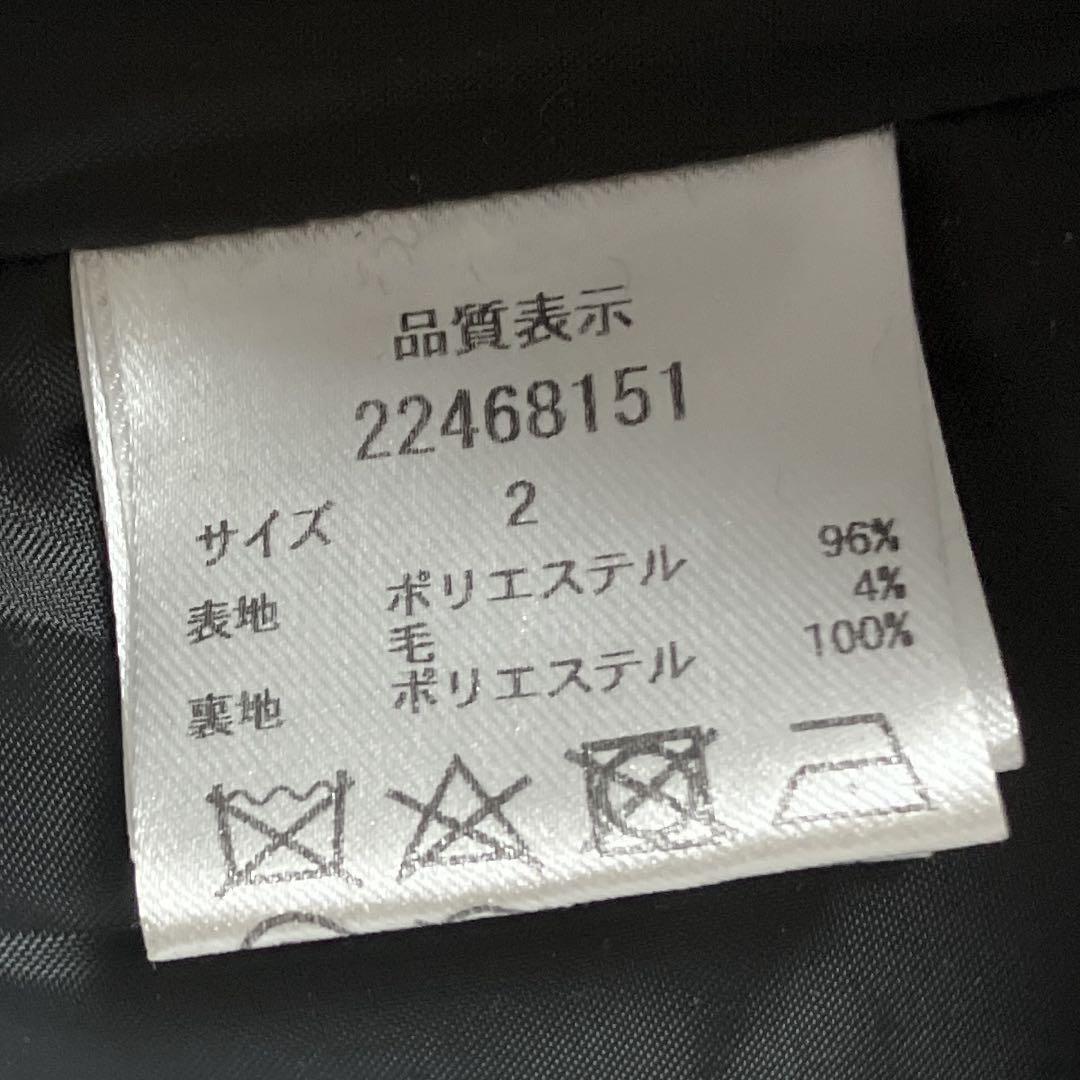 品質表示
22468151
サイズ 2
表地 ポリエステル 96%
毛 4%
裏地 ポリエステル 100%